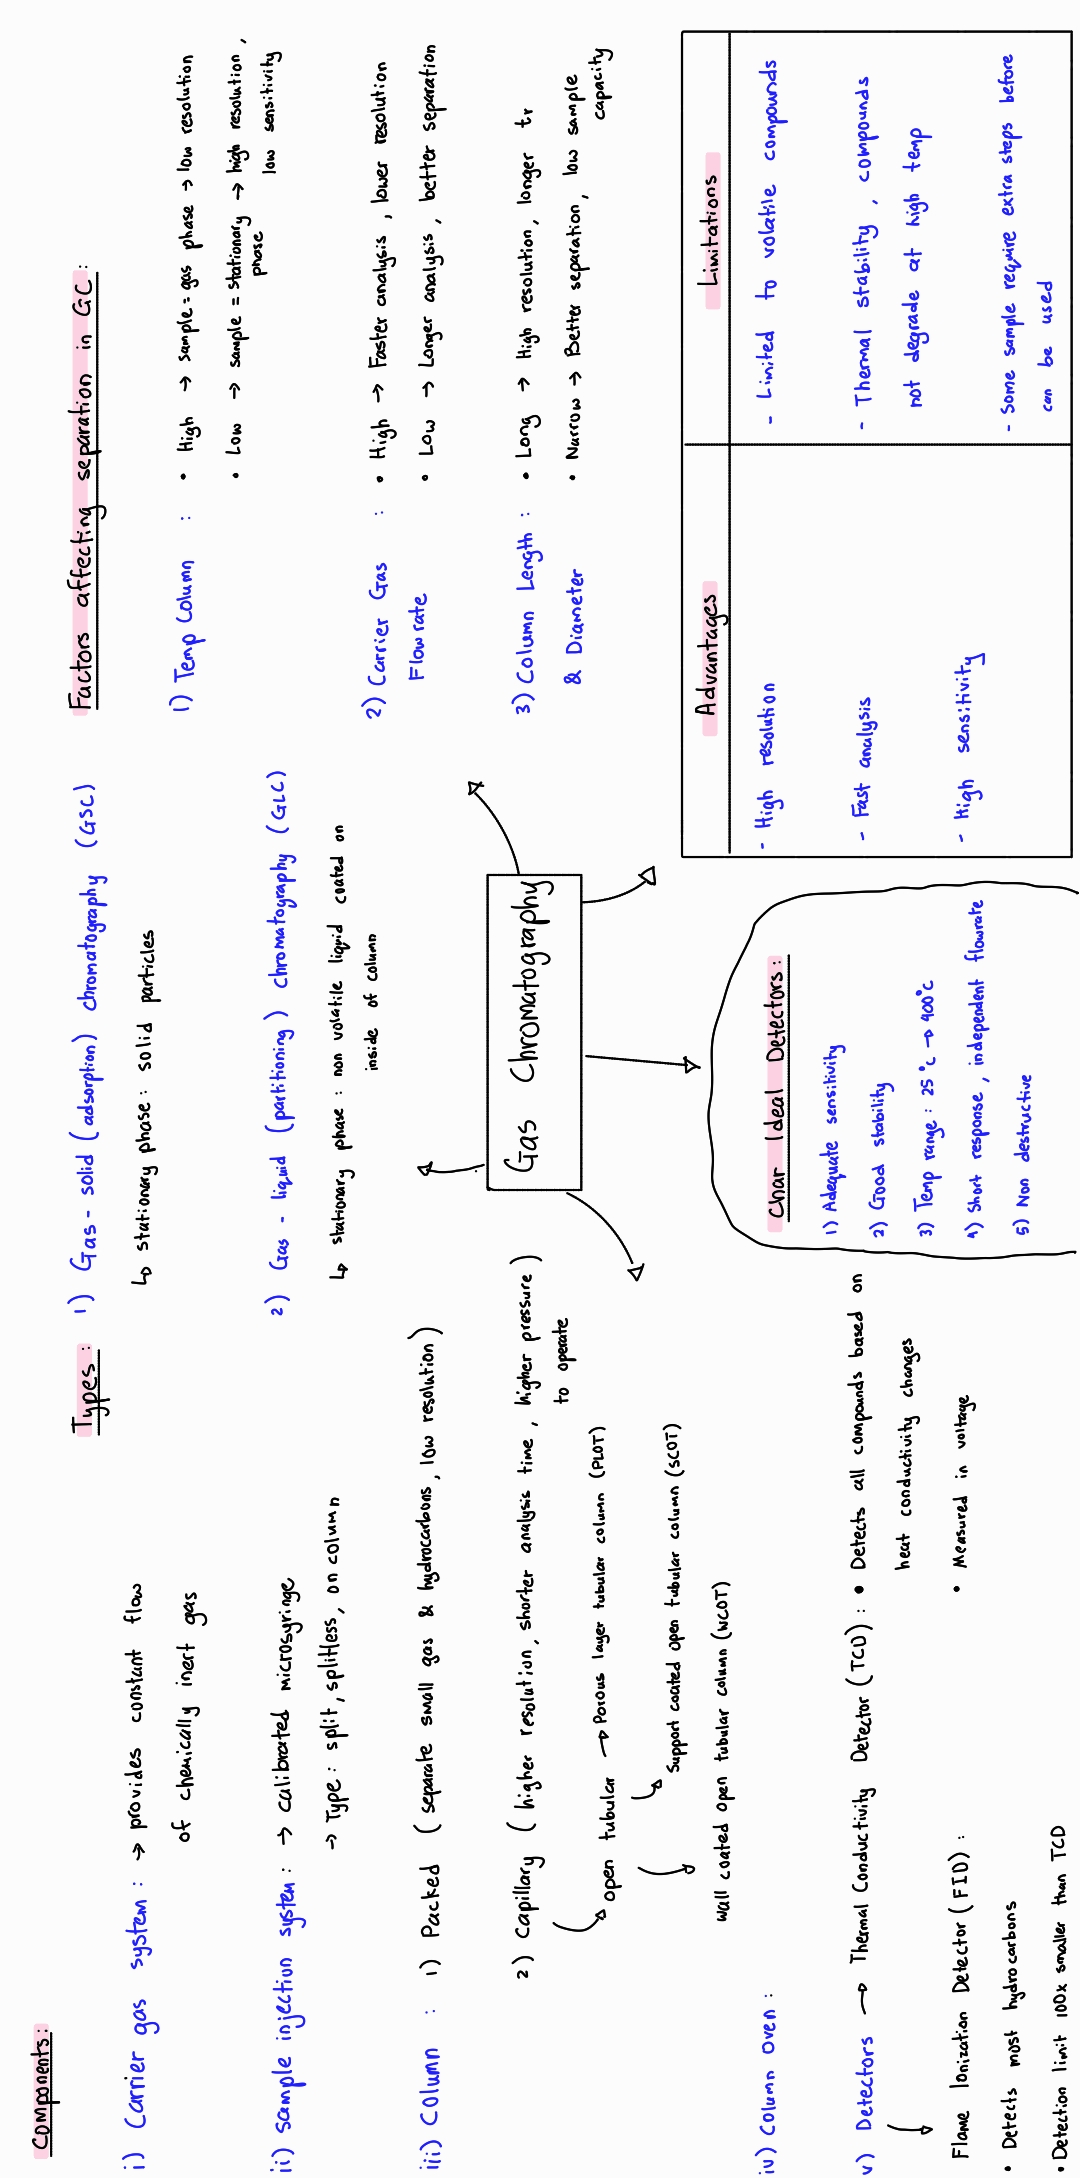 Components:
i) Carrier gas system : → provides constant flow
of chemically inert gas
ii) Sample injection system : → calibrated microsyringe
→ Type : split, splitless, on column
iii) Column : 1) Packed (separate small gas & hydrocarbons, low resolution)
2) Capillary (higher resolution, shorter analysis time, higher pressure)
to operate
open tubular → Porous layer tubular column (PLOT)
Support coated open tubular column (SCOT)
Wall coated open tubular column (WCOT)
iv) Column Oven :
v) Detectors → Thermal Conductivity Detector (TCD) : • Detects all compounds based on
heat conductivity changes
• Measured in voltage
Flame Ionization Detector (FID) :
• Detects most hydrocarbons
• Detection limit 100x smaller than TCD
Types : 1) Gas - solid (adsorption) chromatography (GSC)
↳ stationary phase : solid particles
2) Gas - liquid (partitioning) chromatography (GLC)
↳ stationary phase : non volatile liquid coated on
inside of column
Gas Chromatography
Factors affecting separation in GC :
1) Temp Column : • High → sample = gas phase → low resolution
• Low → sample = stationary phase → high resolution,
low sensitivity
2) Carrier Gas : • High → Faster analysis, lower resolution
Flowrate • Low → Longer analysis, better separation
3) Column Length : • Long → High resolution, longer tr
& Diameter • Narrow → Better separation, low sample
capacity
Char Ideal Detectors :
1) Adequate sensitivity
2) Good stability
3) Temp range : 25°c → 400°c
4) Short response, independent flowrate
5) Non destructive
Advantages
- High resolution
- Fast analysis
- High sensitivity
Limitations
- Limited to volatile compounds
- Thermal stability, compounds
not degrade at high temp
- Some sample require extra steps before
can be used